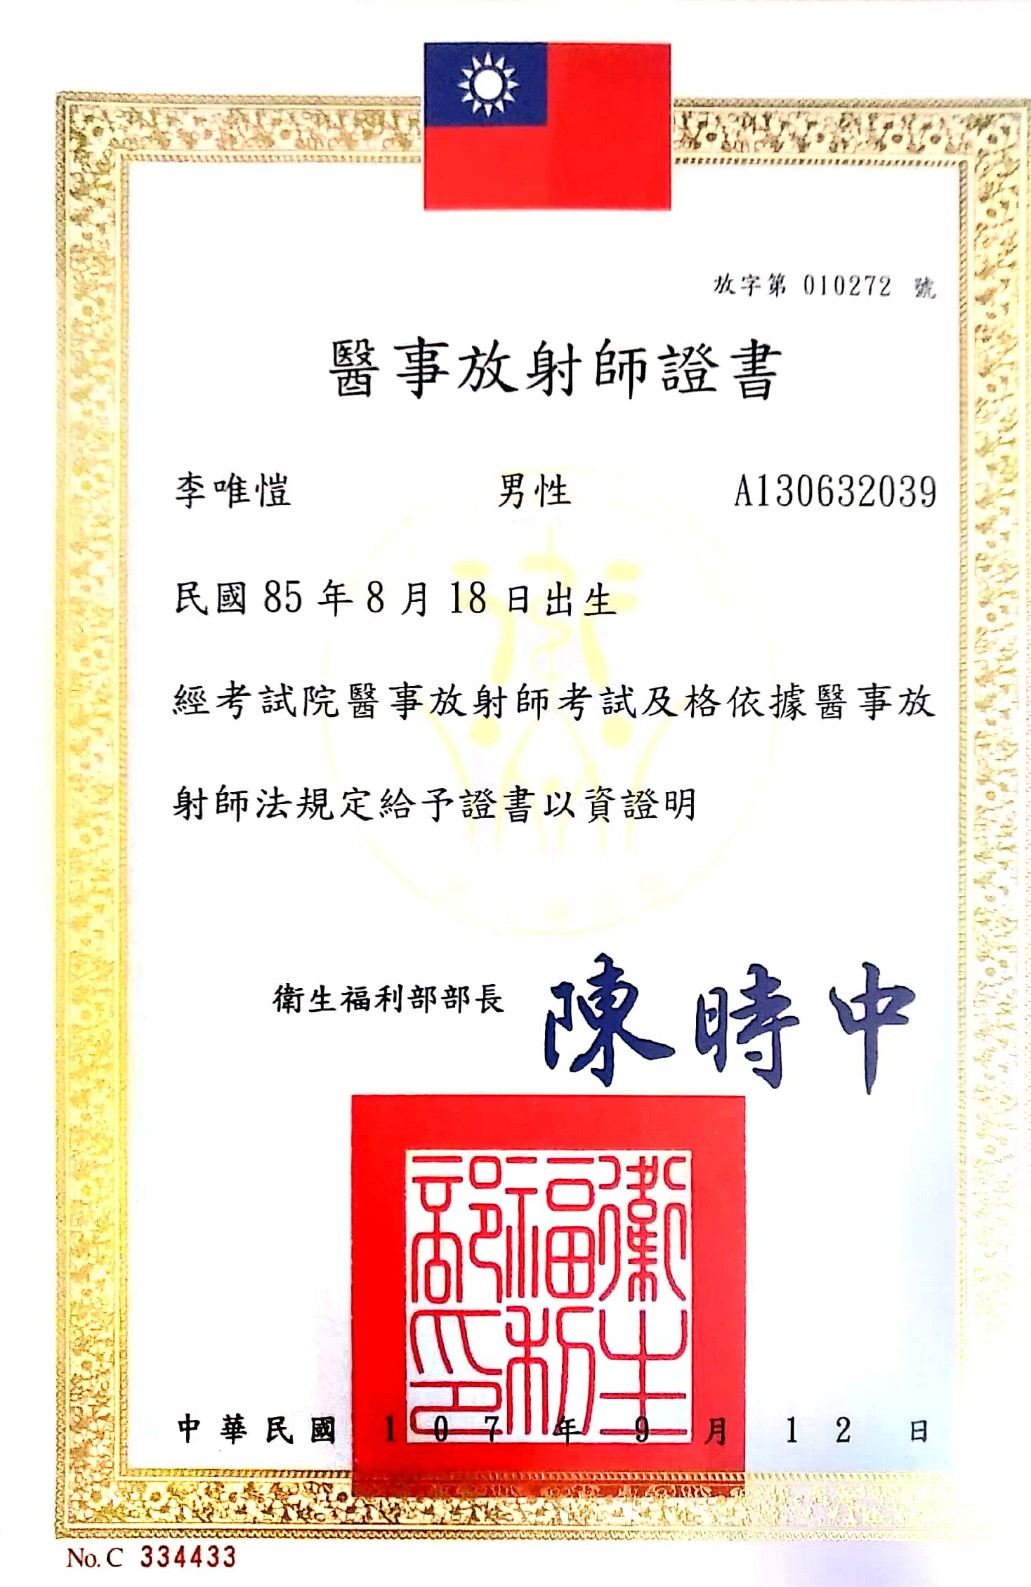 放字第 010272 號
醫事放射師證書
李唯愷 男性 A130632039
民國 85 年 8 月 18 日出生
經考試院醫事放射師考試及格依據醫事放
射師法規定給予證書以資證明
衛生福利部部長 陳時中
衛生福利部印
中華民國 107 年 9 月 12 日
No. C 334433